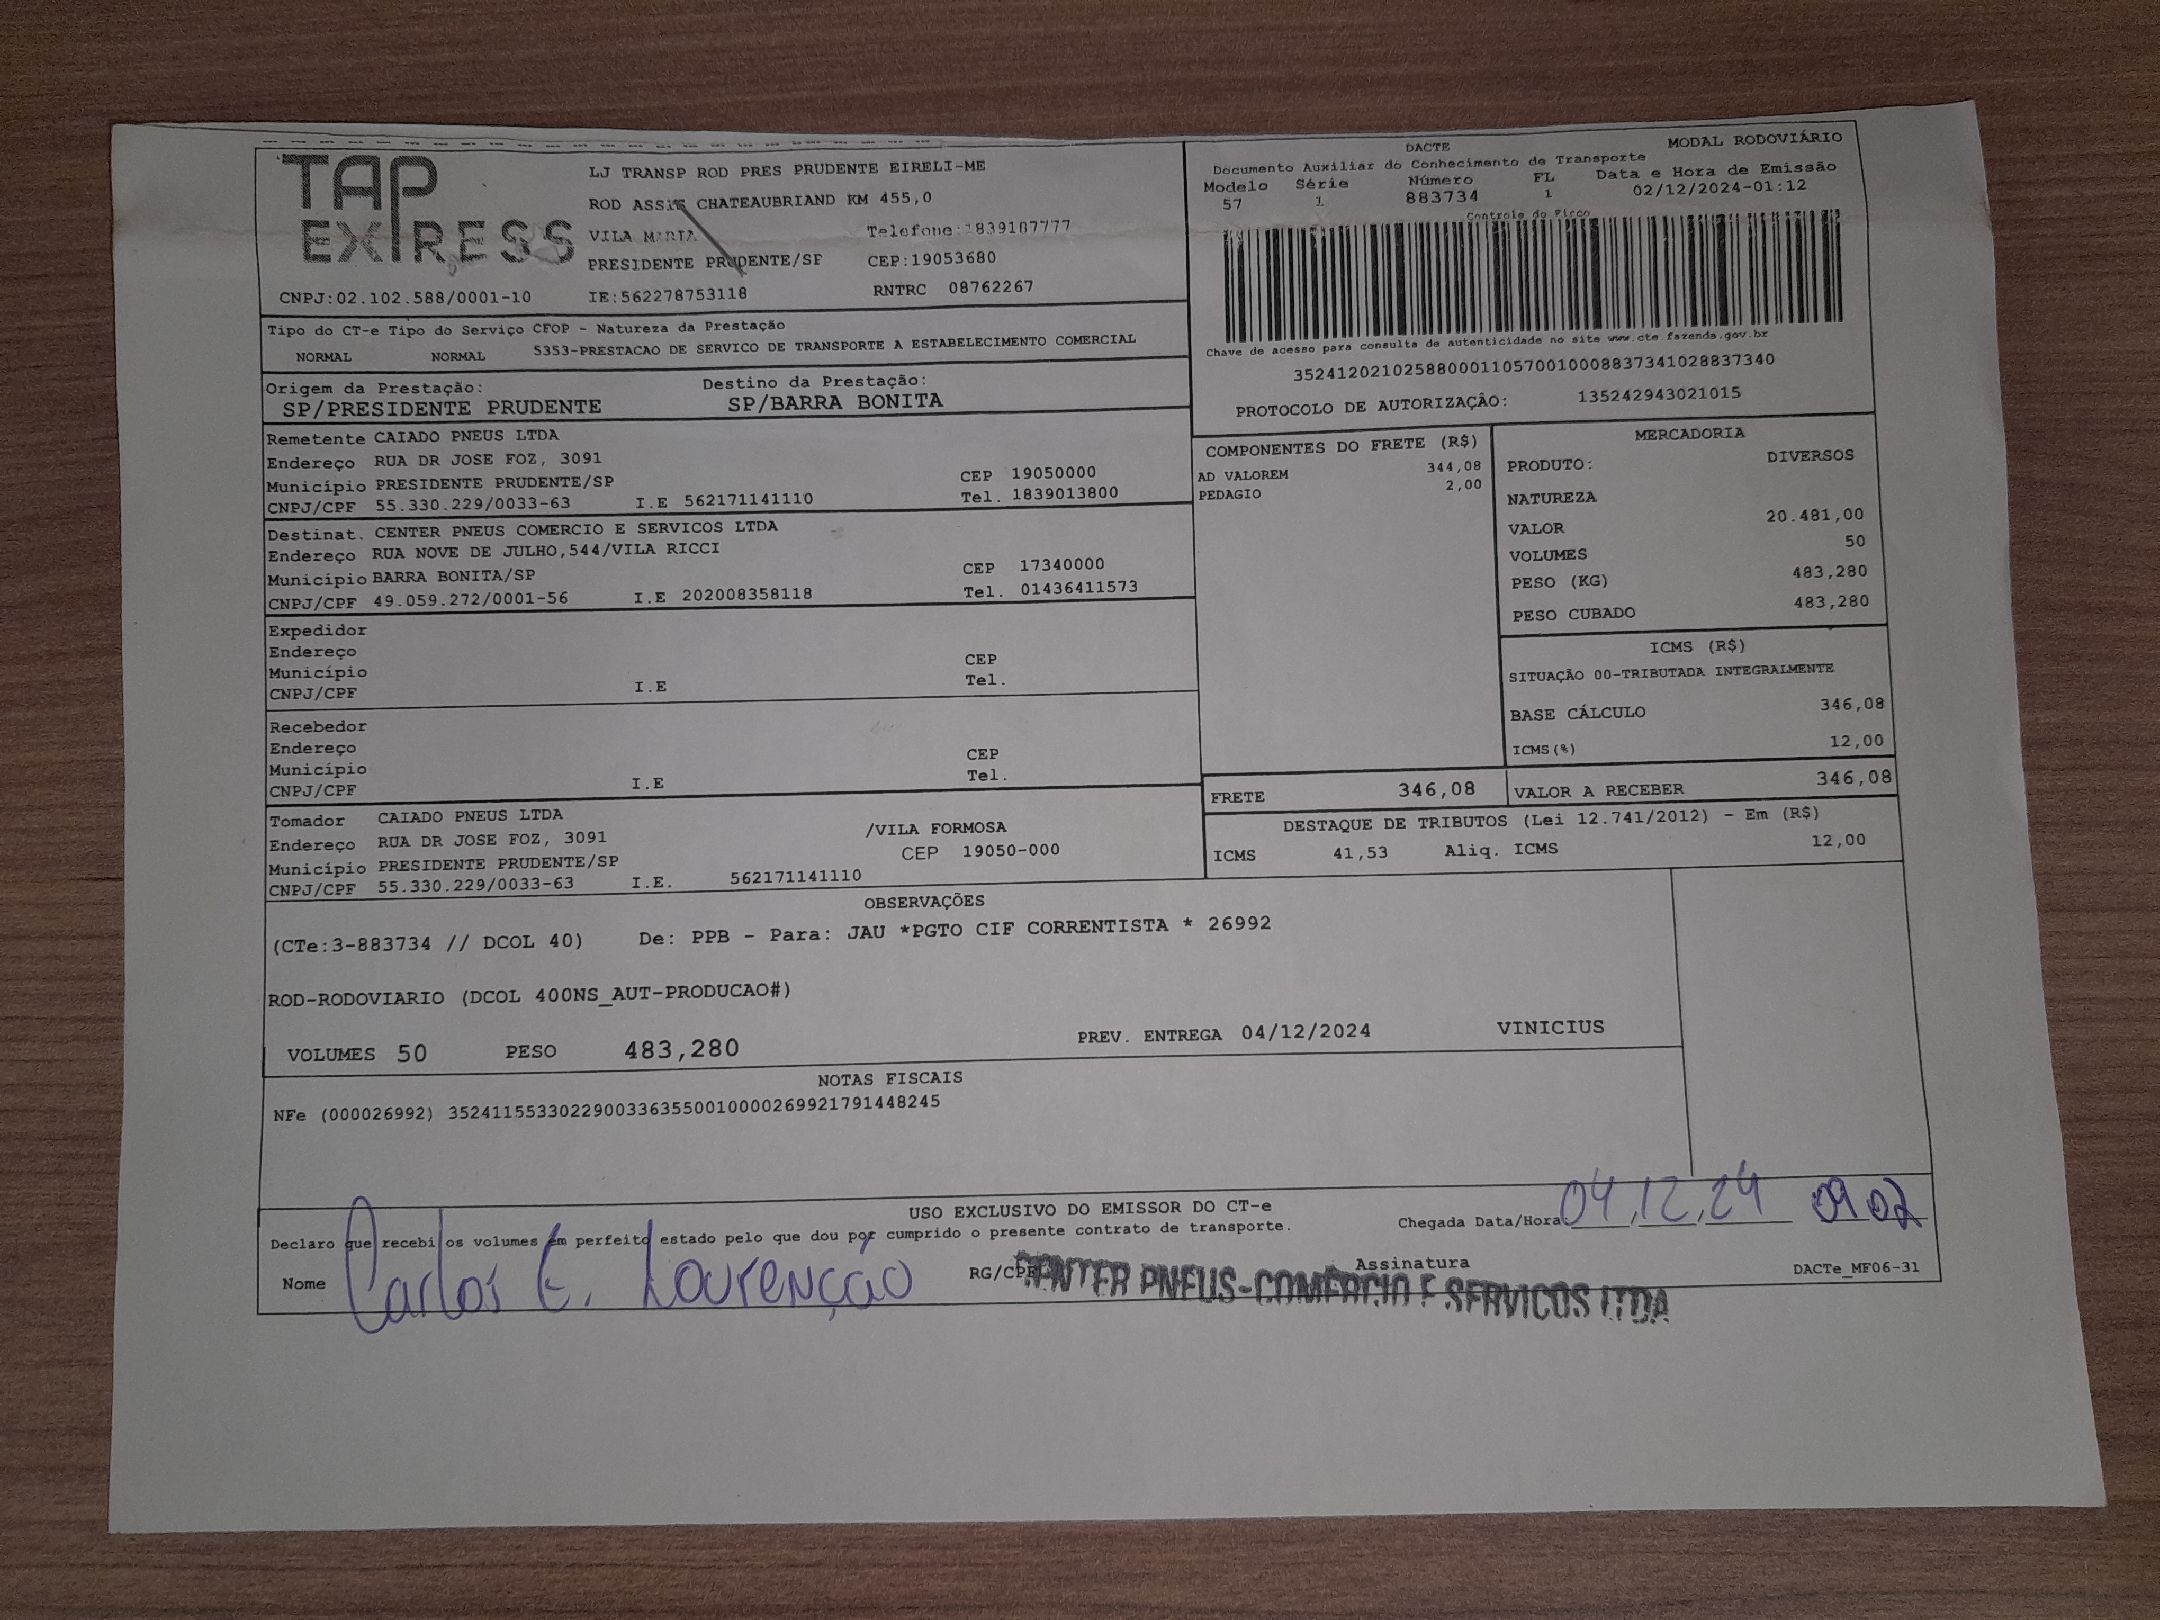 TAP
EXPRESS
LJ TRANSP ROD PRES PRUDENTE EIRELI-ME
ROD ASSIS CHATEAUBRIAND KM 455,0
VILA MARIA Telefone:1839187777
PRESIDENTE PRUDENTE/SP CEP:19053680
CNPJ:02.102.588/0001-10 IE:562278753118 RNTRC 08762267
DACTE MODAL RODOVIÁRIO
Documento Auxiliar do Conhecimento de Transporte
Modelo Série Número FL Data e Hora de Emissão
57 1 883734 1 02/12/2024-01:12
Controle do Fisco
Chave de acesso para consulta de autenticidade no site www.cte.fazenda.gov.br
35241202102588000110570010008837341028837340
PROTOCOLO DE AUTORIZAÇÃO: 135242943021015
Tipo do CT-e Tipo do Serviço CFOP - Natureza da Prestação
NORMAL NORMAL 5353-PRESTACAO DE SERVICO DE TRANSPORTE A ESTABELECIMENTO COMERCIAL
Origem da Prestação: Destino da Prestação:
SP/PRESIDENTE PRUDENTE SP/BARRA BONITA
Remetente CAIADO PNEUS LTDA
Endereço RUA DR JOSE FOZ, 3091
Município PRESIDENTE PRUDENTE/SP CEP 19050000
CNPJ/CPF 55.330.229/0033-63 I.E 562171141110 Tel. 1839013800
Destinat. CENTER PNEUS COMERCIO E SERVICOS LTDA
Endereço RUA NOVE DE JULHO,544/VILA RICCI
Município BARRA BONITA/SP CEP 17340000
CNPJ/CPF 49.059.272/0001-56 I.E 202008358118 Tel. 01436411573
Expedidor
Endereço
Município CEP
CNPJ/CPF I.E Tel.
Recebedor
Endereço
Município CEP
CNPJ/CPF I.E Tel.
Tomador CAIADO PNEUS LTDA
Endereço RUA DR JOSE FOZ, 3091 /VILA FORMOSA
Município PRESIDENTE PRUDENTE/SP CEP 19050-000
CNPJ/CPF 55.330.229/0033-63 I.E. 562171141110
COMPONENTES DO FRETE (R$)
AD VALOREM 344,08
PEDAGIO 2,00
MERCADORIA
PRODUTO: DIVERSOS
NATUREZA
VALOR 20.481,00
VOLUMES 50
PESO (KG) 483,280
PESO CUBADO 483,280
ICMS (R$)
SITUAÇÃO 00-TRIBUTADA INTEGRALMENTE
BASE CÁLCULO 346,08
ICMS(%) 12,00
FRETE 346,08 VALOR A RECEBER 346,08
DESTAQUE DE TRIBUTOS (Lei 12.741/2012) - Em (R$)
ICMS 41,53 Aliq. ICMS 12,00
OBSERVAÇÕES
(CTe:3-883734 // DCOL 40) De: PPB - Para: JAU *PGTO CIF CORRENTISTA * 26992
ROD-RODOVIARIO (DCOL 400NS_AUT-PRODUCAO#)
VOLUMES 50 PESO 483,280 PREV. ENTREGA 04/12/2024 VINICIUS
NOTAS FISCAIS
NFe (000026992) 35241155330229003363550010000269921791448245
USO EXCLUSIVO DO EMISSOR DO CT-e
Declaro que recebi os volumes em perfeito estado pelo que dou por cumprido o presente contrato de transporte. Chegada Data/Hora: 04,12,24 09 02
Nome Carlos E. Lourenção RG/CPF Assinatura DACTe_MF06-31
CENTER PNEUS-COMÉRCIO E SERVIÇOS LTDA